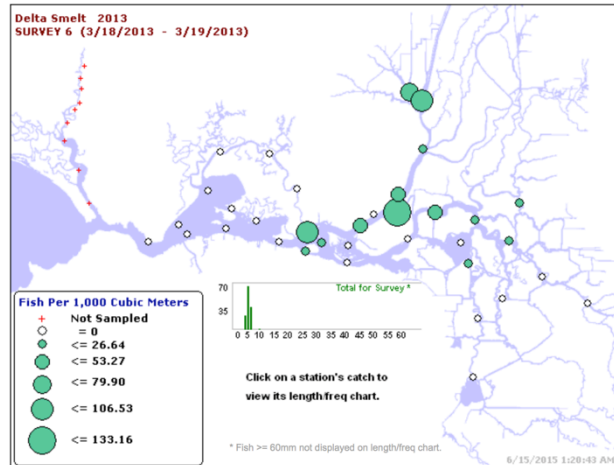 Delta Smelt 2013
SURVEY 6 (3/18/2013 - 3/19/2013)
70
35
Total for Survey *
0 5 10 15 20 25 30 35 40 45 50 55 60
Fish Per 1,000 Cubic Meters
+ Not Sampled
= 0
<= 26.64
<= 53.27
<= 79.90
<= 106.53
<= 133.16
Click on a station's catch to
view its length/freq chart.
* Fish >= 60mm not displayed on length/freq chart.
6/15/2015 1:20:43 AM